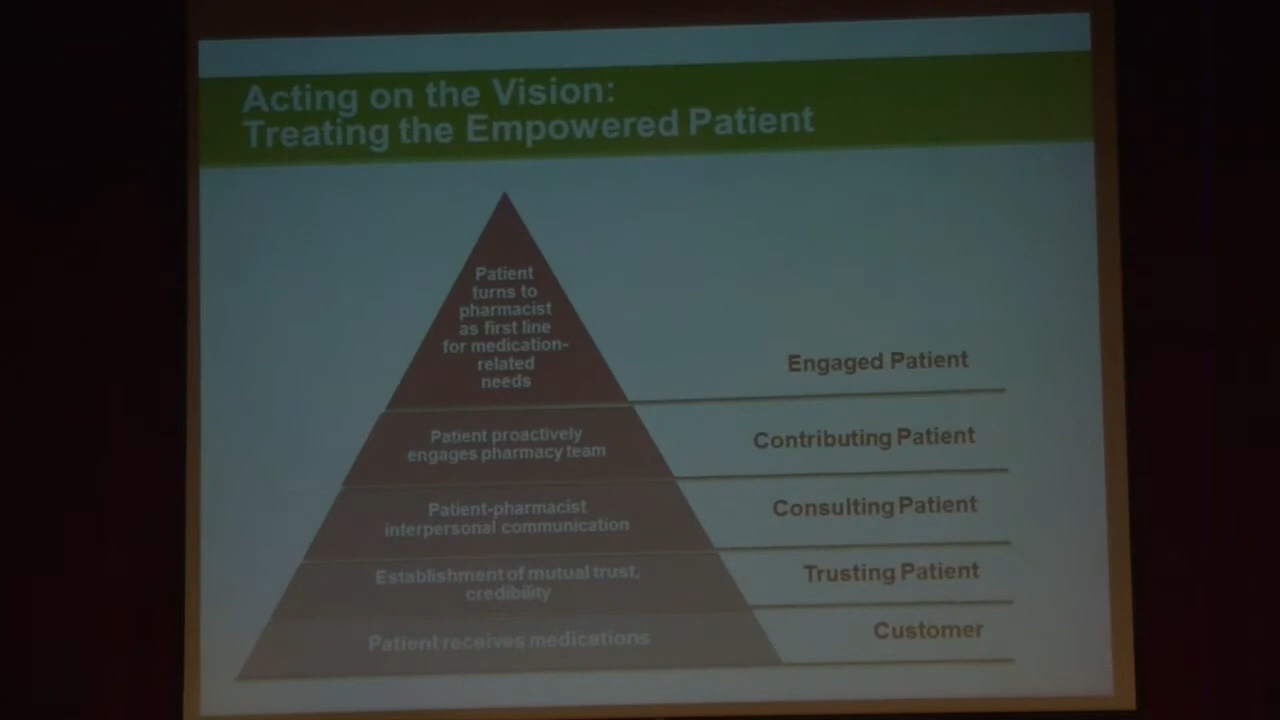 Acting on the Vision:
Treating the Empowered Patient
Patient
turns to
pharmacist
as first line
for medication-
related
needs
Engaged Patient
Patient proactively
engages pharmacy team
Contributing Patient
Patient-pharmacist
interpersonal communication
Consulting Patient
Establishment of mutual trust,
credibility
Trusting Patient
Patient receives medications
Customer